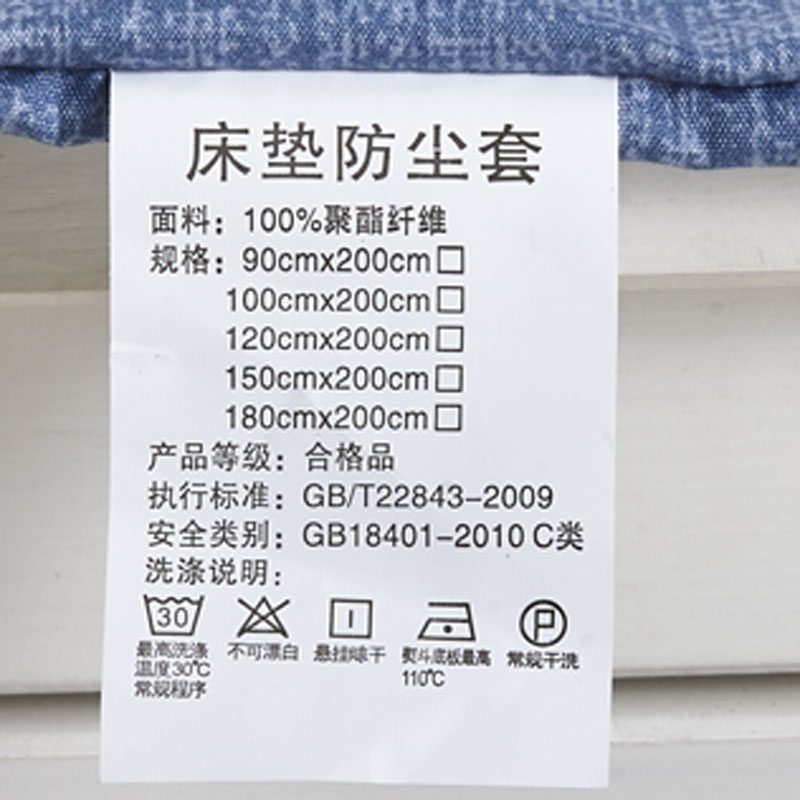 床垫防尘套
面料：100%聚酯纤维
规格：90cmx200cm□
100cmx200cm□
120cmx200cm□
150cmx200cm□
180cmx200cm□
产品等级：合格品
执行标准：GB/T22843-2009
安全类别：GB18401-2010 C类
洗涤说明：
30 P
最高洗涤 不可漂白 悬挂晾干 熨斗底板最高 常规干洗
温度30℃ 110℃
常规程序